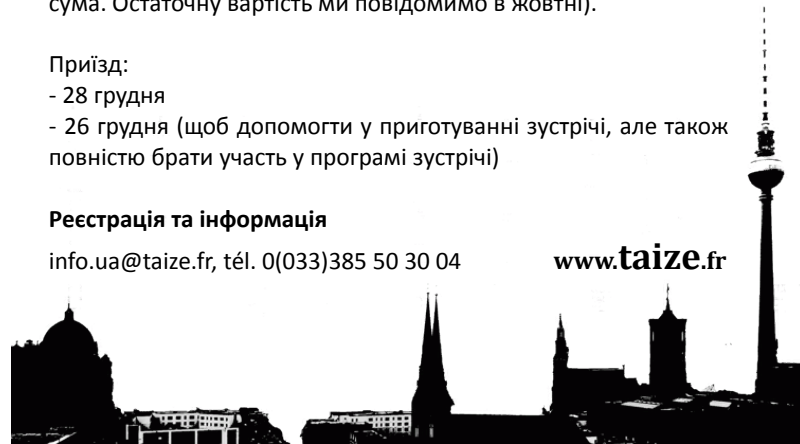 сума. Остаточну вартість ми повідомимо в жовтні).
Приїзд:
- 28 грудня
- 26 грудня (щоб допомогти у приготуванні зустрічі, але також
повністю брати участь у програмі зустрічі)
Реєстрація та інформація
info.ua@taize.fr, tél. 0(033)385 50 30 04
www.taize.fr